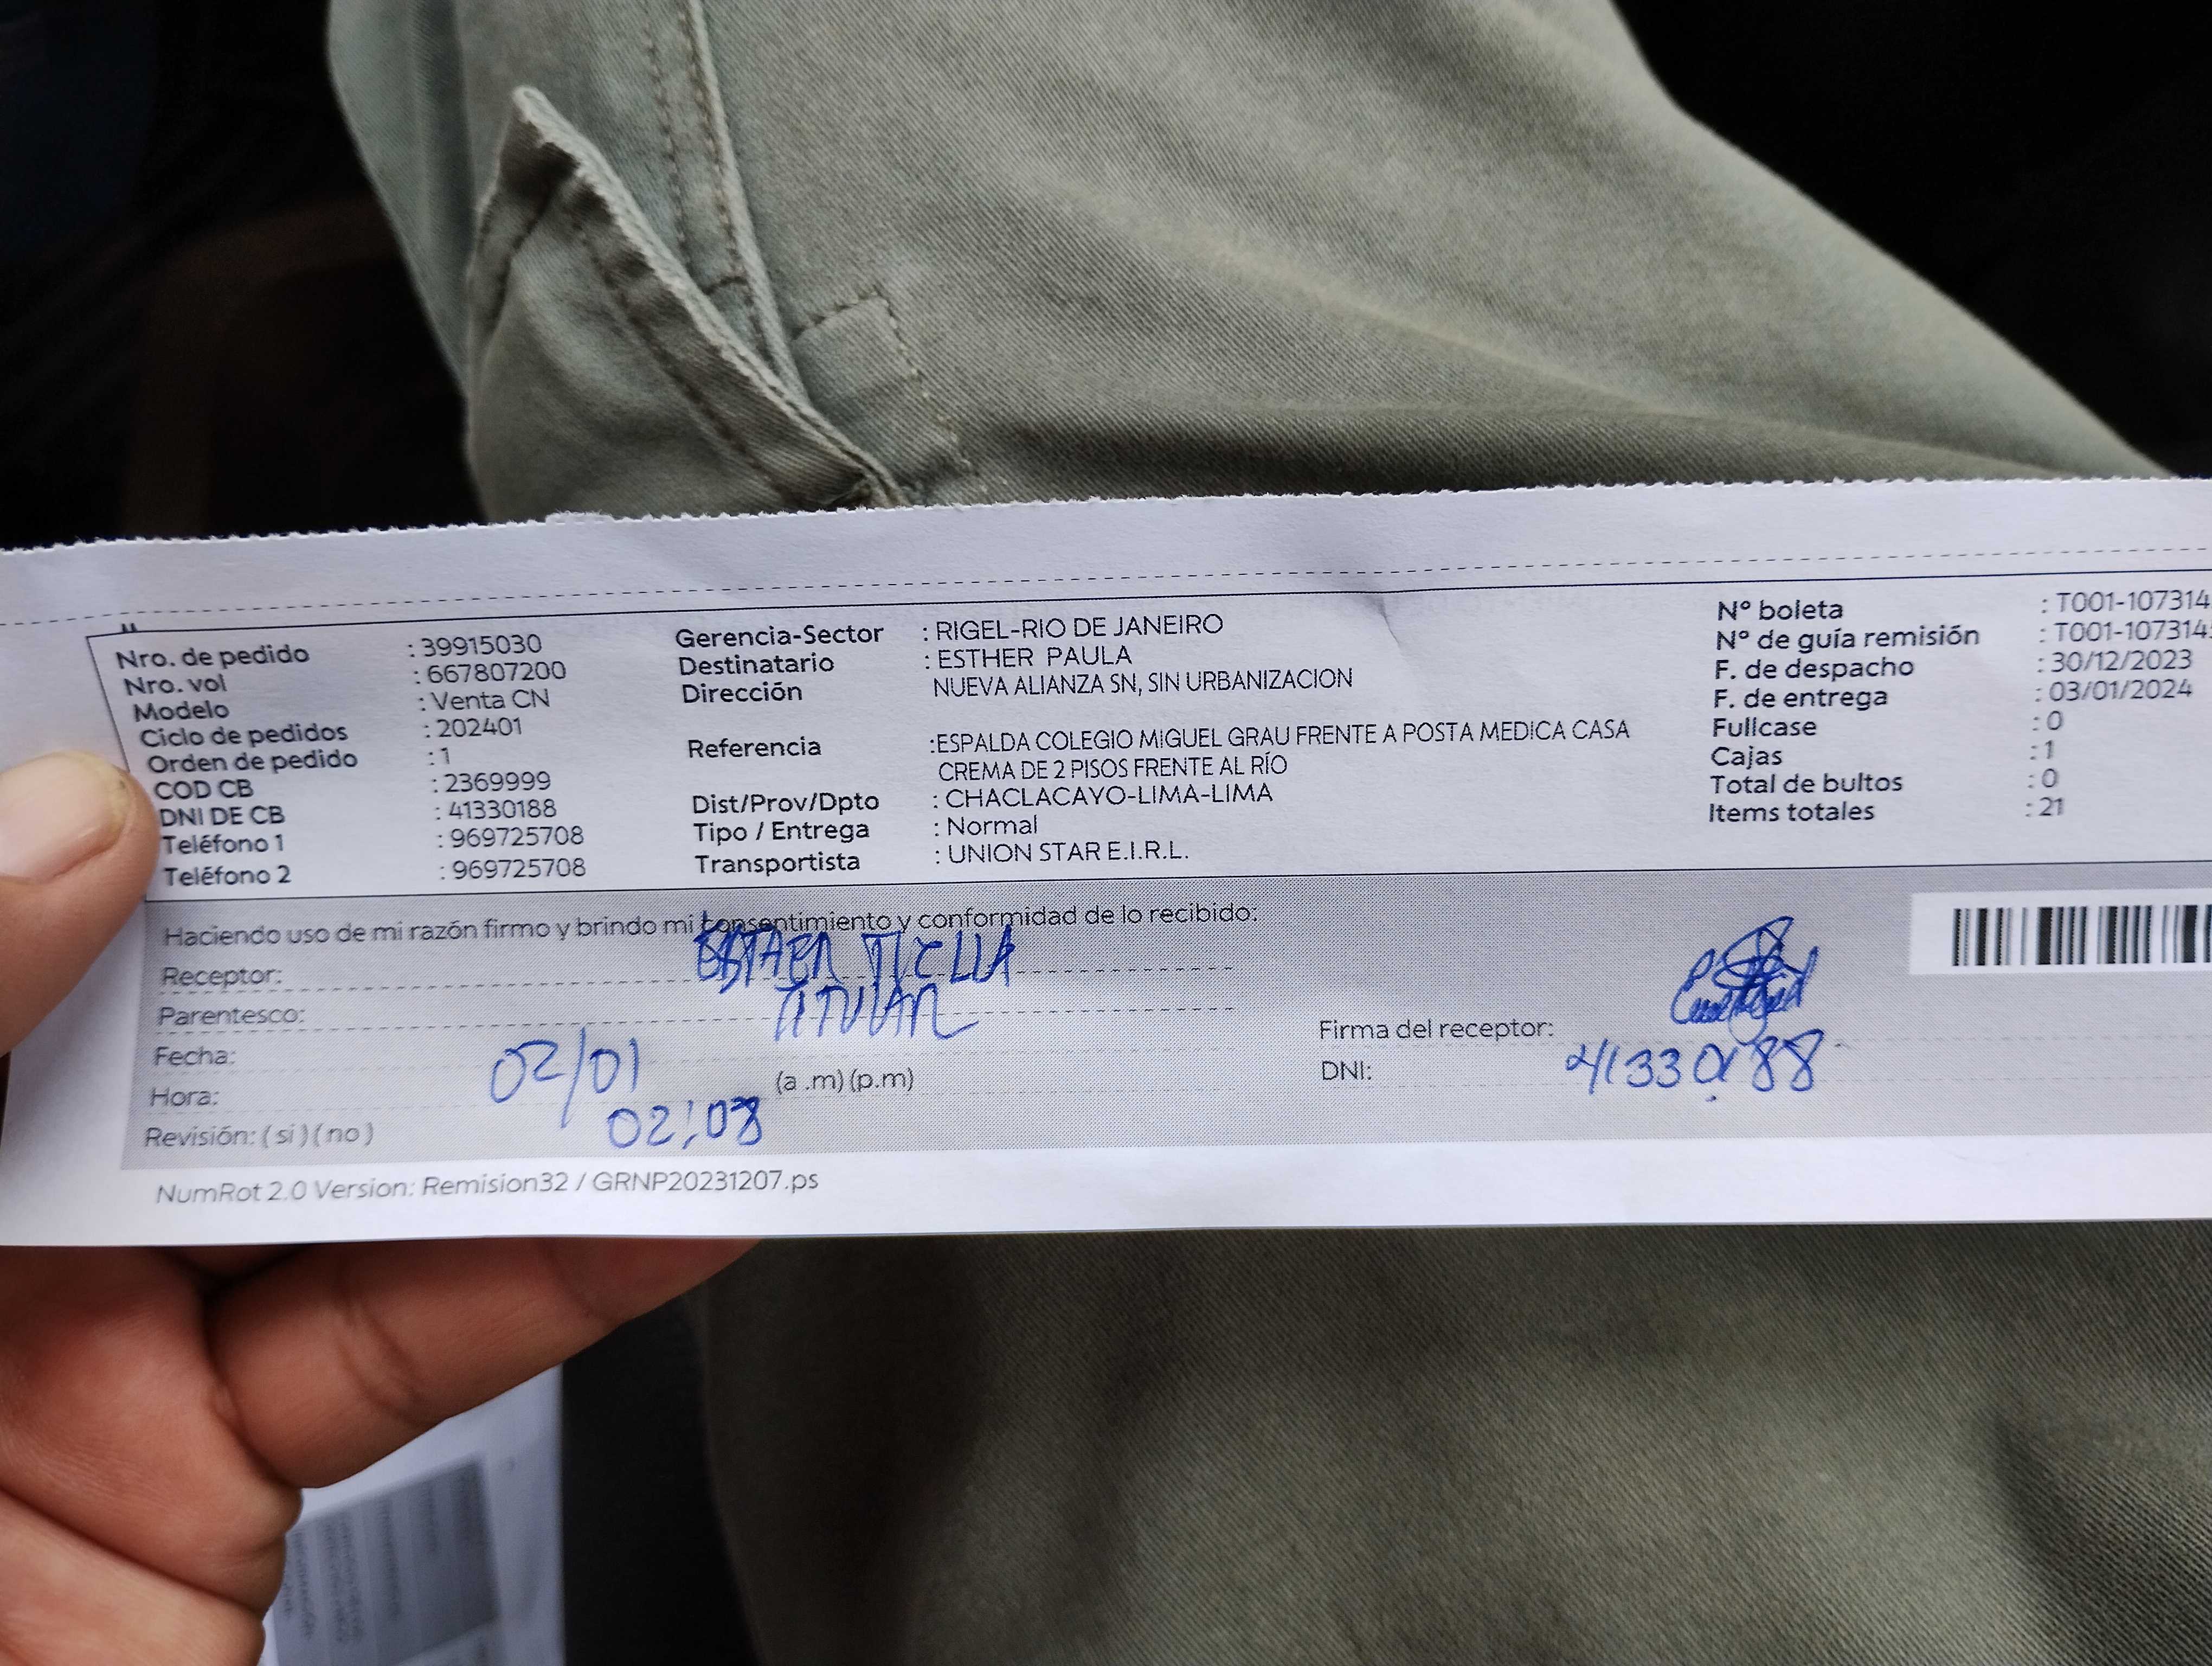 Nro. de pedido : 39915030
Nro. vol : 667807200
Modelo : Venta CN
Ciclo de pedidos : 202401
Orden de pedido : 1
COD CB : 2369999
DNI DE CB : 41330188
Teléfono 1 : 969725708
Teléfono 2 : 969725708
Gerencia-Sector : RIGEL-RIO DE JANEIRO
Destinatario : ESTHER PAULA
Dirección NUEVA ALIANZA SN, SIN URBANIZACION
Referencia :ESPALDA COLEGIO MIGUEL GRAU FRENTE A POSTA MEDICA CASA
CREMA DE 2 PISOS FRENTE AL RÍO
Dist/Prov/Dpto : CHACLACAYO-LIMA-LIMA
Tipo / Entrega : Normal
Transportista : UNION STAR E.I.R.L.
N° boleta : T001-107314
N° de guía remisión : T001-107314
F. de despacho : 30/12/2023
F. de entrega : 03/01/2024
Fullcase : 0
Cajas : 1
Total de bultos : 0
Items totales : 21
Haciendo uso de mi razón firmo y brindo mi consentimiento y conformidad de lo recibido:
Receptor: ESTHER TICLLA
Parentesco: TITULAR
Fecha: 02/01
Hora: 02:08 (a .m) (p.m)
Revisión: ( si ) ( no )
Firma del receptor:
DNI: 41330188
NumRot 2.0 Version: Remision32 / GRNP20231207.ps